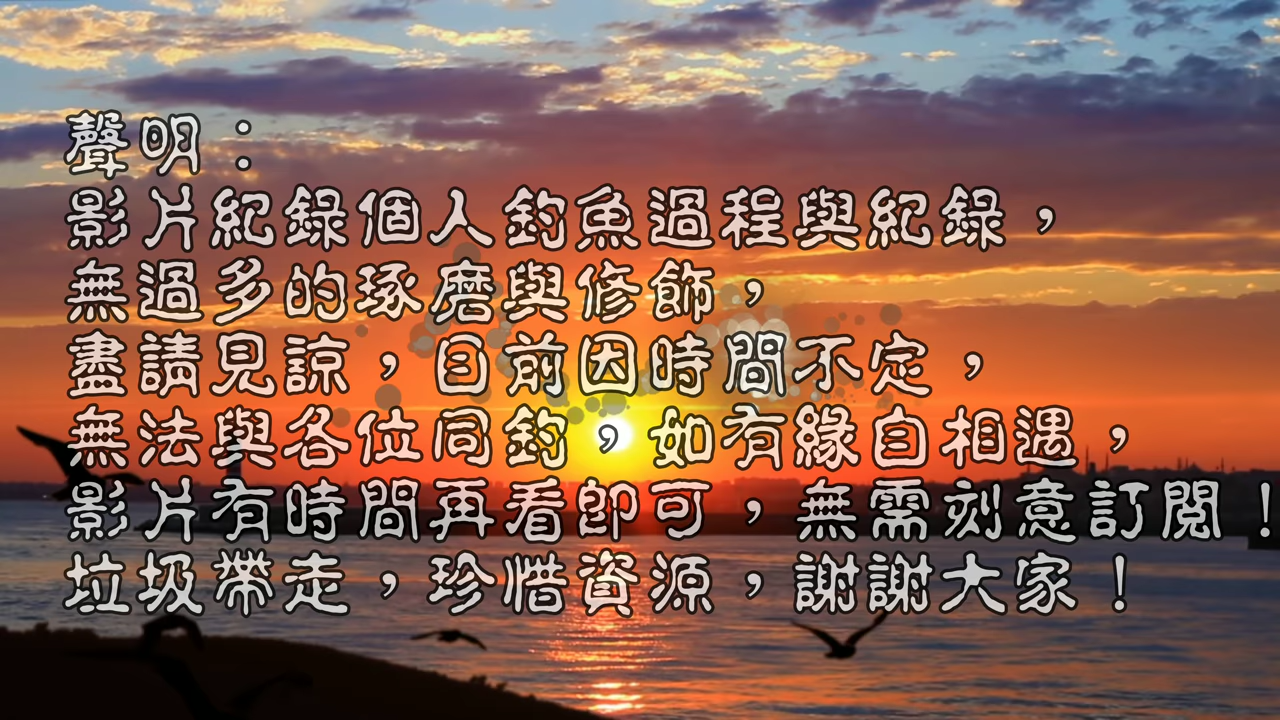 聲明：
影片紀錄個人釣魚過程與紀錄，
無過多的琢磨與修飾，
盡請見諒，目前因時間不定，
無法與各位同釣，如有緣自相遇，
影片有時間再看即可，無需刻意訂閱！
垃圾帶走，珍惜資源，謝謝大家！